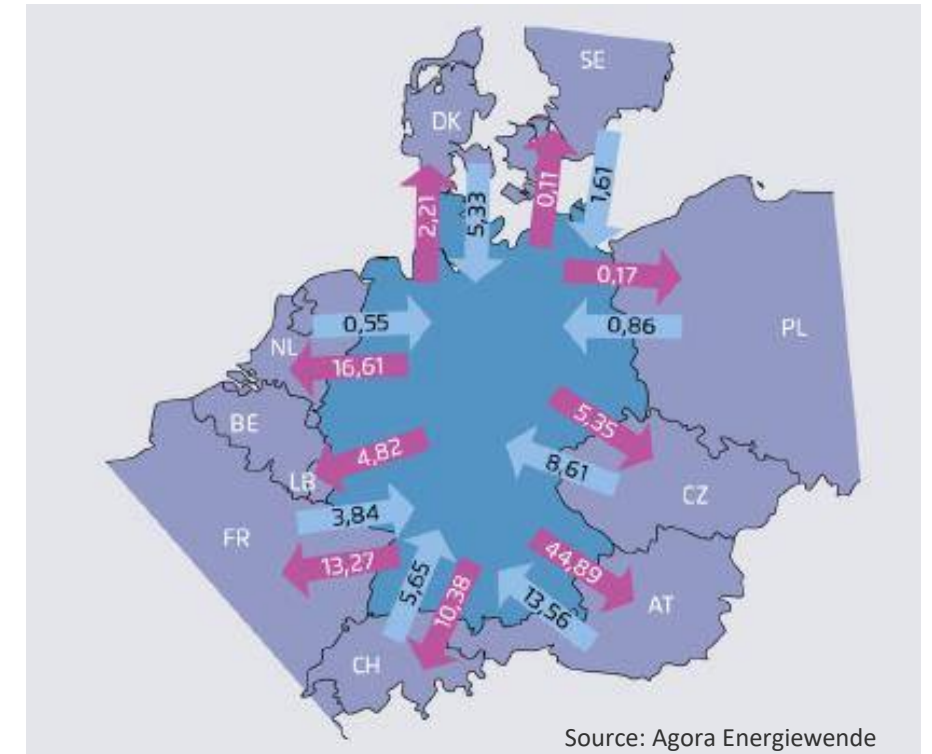 SE
DK
2,21
5,33
0,11
1,61
0,17
0,55
0,86
PL
NL
16,61
BE
4,82
5,35
8,61
LB
CZ
3,84
FR
13,27
5,65
10,38
44,89
13,56
AT
CH
Source: Agora Energiewende